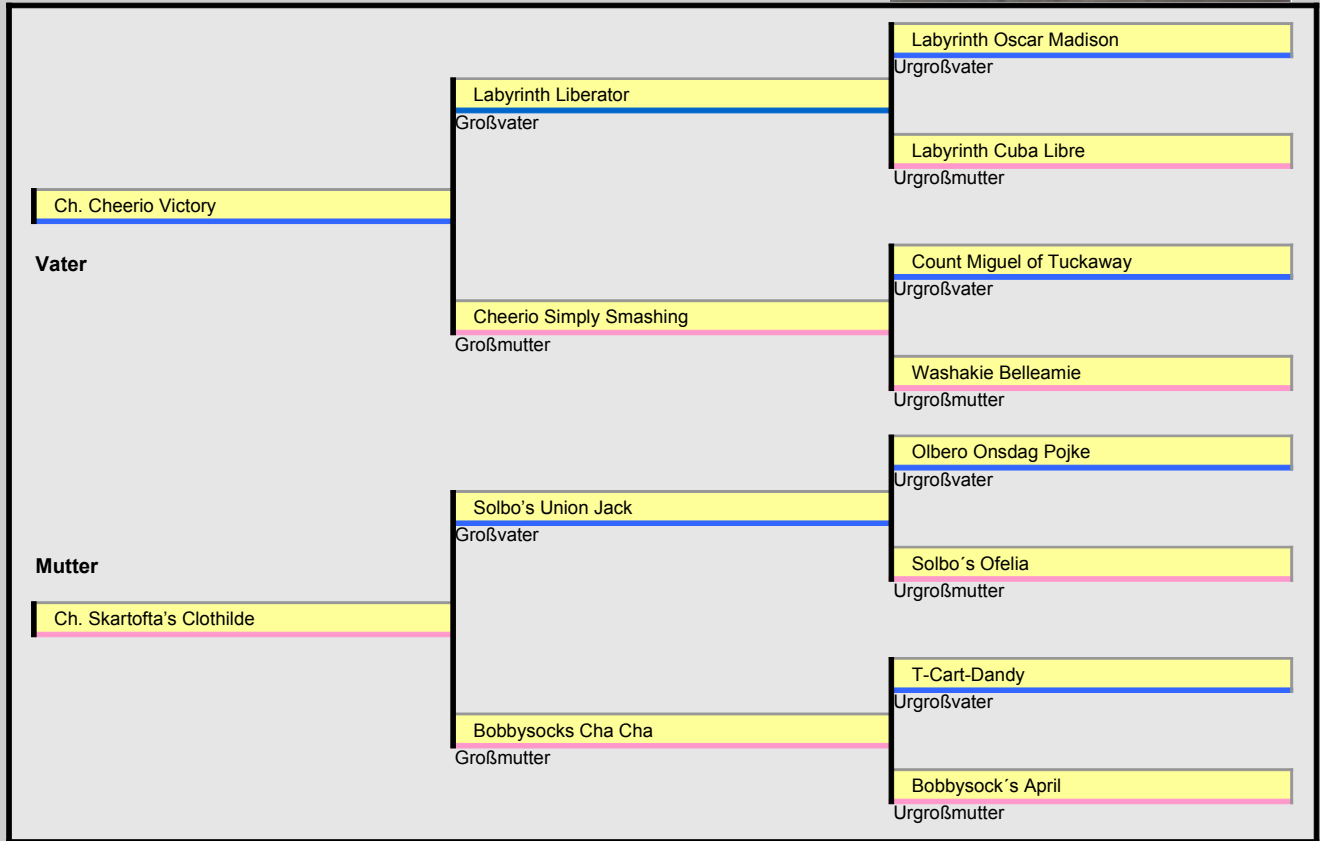 Labyrinth Oscar Madison
Urgroßvater
Labyrinth Liberator
Großvater
Labyrinth Cuba Libre
Urgroßmutter
Ch. Cheerio Victory
Vater
Count Miguel of Tuckaway
Urgroßvater
Cheerio Simply Smashing
Großmutter
Washakie Belleamie
Urgroßmutter
Olbero Onsdag Pojke
Urgroßvater
Solbo’s Union Jack
Großvater
Mutter
Solbo´s Ofelia
Urgroßmutter
Ch. Skartofta’s Clothilde
T-Cart-Dandy
Urgroßvater
Bobbysocks Cha Cha
Großmutter
Bobbysock´s April
Urgroßmutter